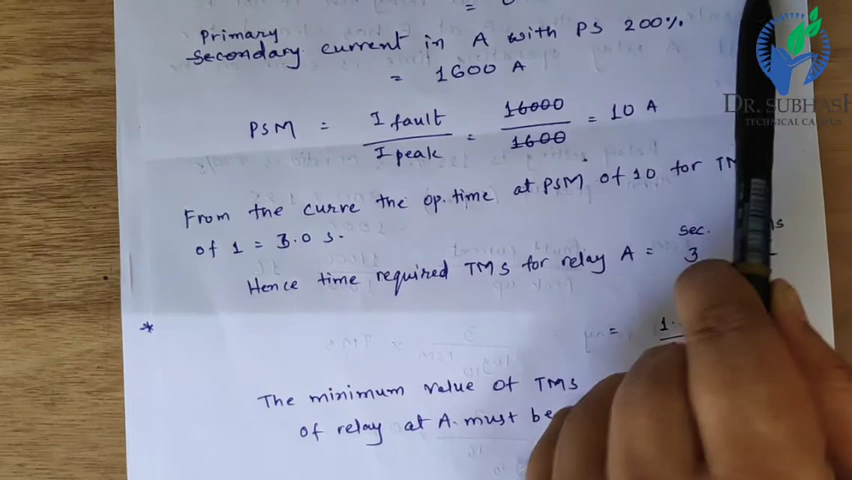 Primary
Secondary current in A with PS 200%.
= 1600 A
PSM = I fault / I peak = 16000 / 1600 = 10 A
From the curve the op. time at PSM of 10 for
of 1 = 3.0 s.
Hence time required TMS for relay A = 3 sec.
*
= 1.
The minimum value of TMS
of relay at A must be
DR. SUBHASH
TECHNICAL CAMPUS